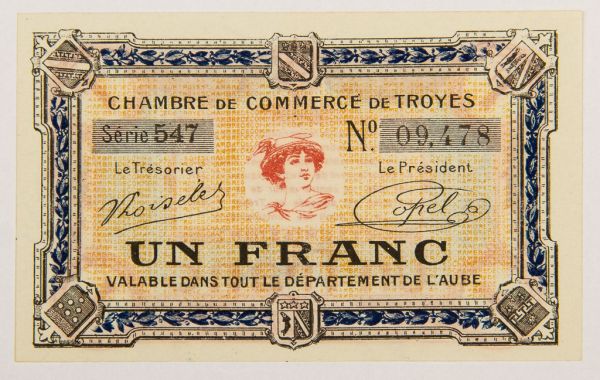 CHAMBRE DE COMMERCE DE TROYES
Série 547 No. 09,478
Le Trésorier Le Président
UN FRANC
VALABLE DANS TOUT LE DÉPARTEMENT DE L'AUBE
N